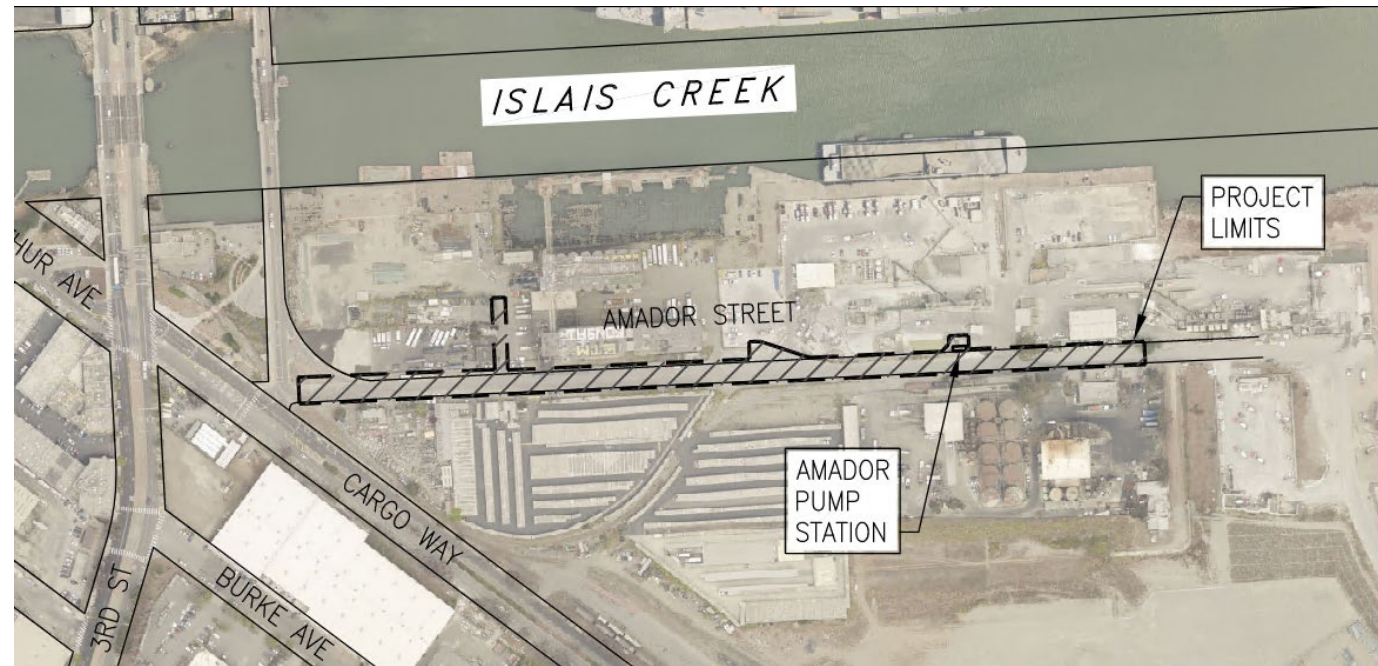 ISLAIS CREEK
PROJECT
LIMITS
HUR AVE
AMADOR STREET
AMADOR
PUMP
STATION
CARGO WAY
BURKE AVE
3RD ST